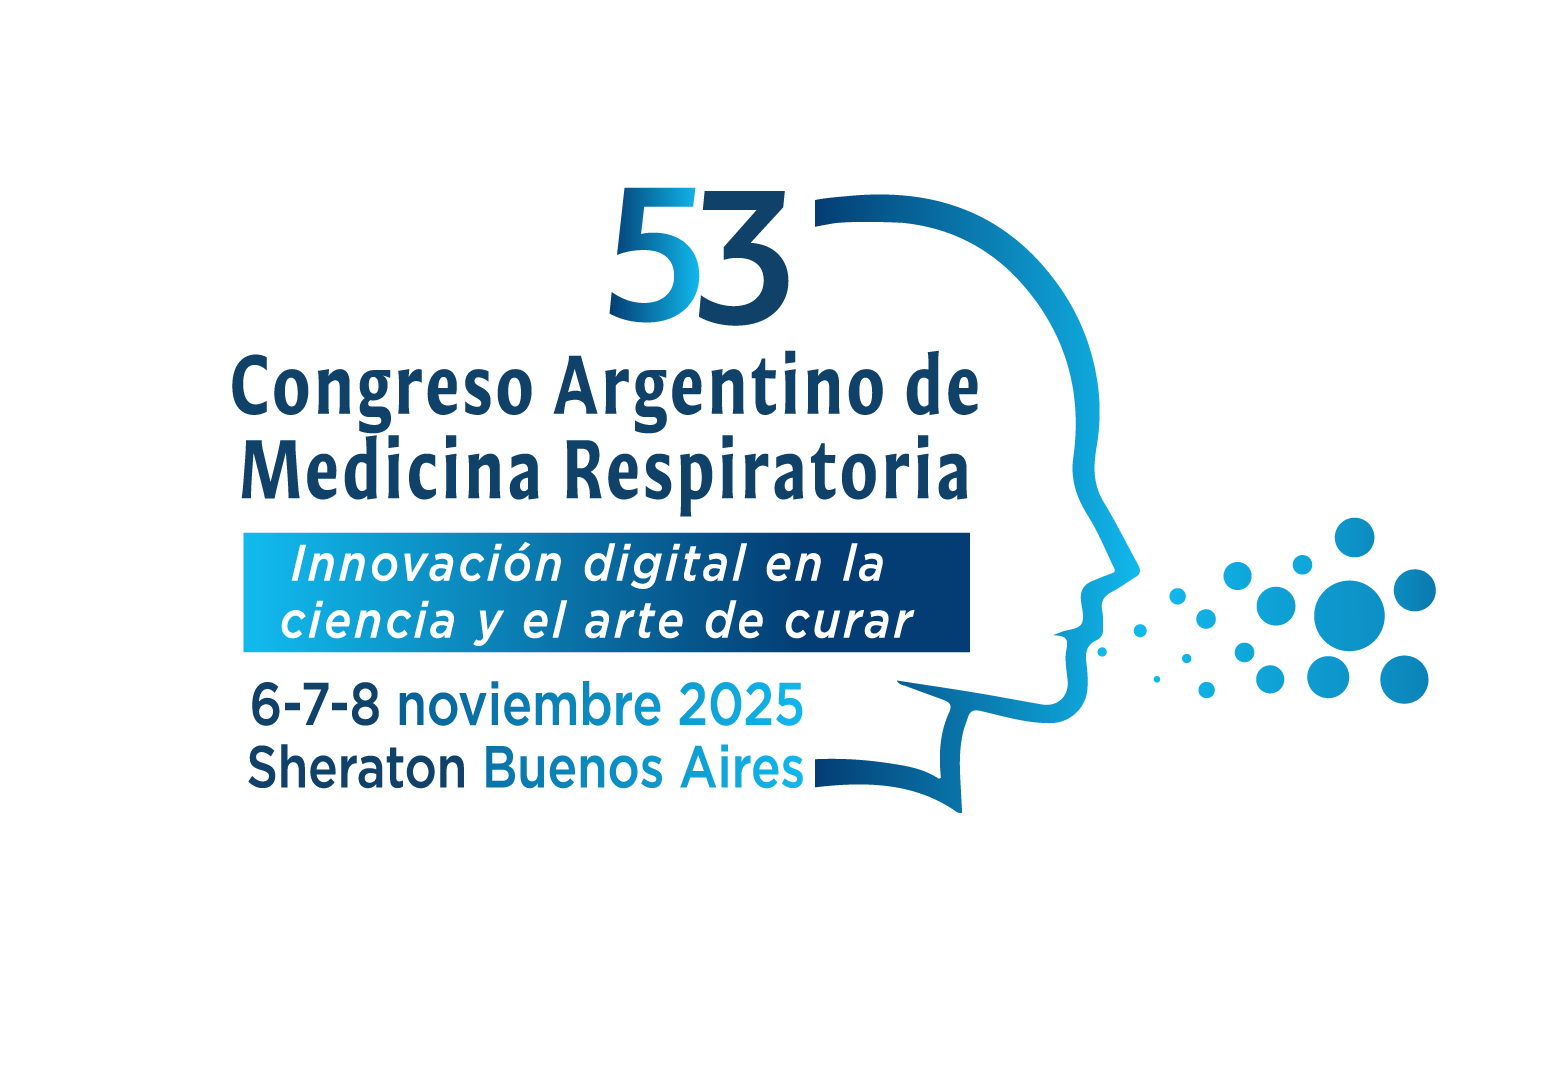 53
Congreso Argentino de
Medicina Respiratoria
Innovación digital en la
ciencia y el arte de curar
6-7-8 noviembre 2025
Sheraton Buenos Aires